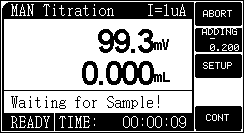 MAN Titration I=1uA
99.3mV
0.000mL
Waiting for Sample!
READY TIME: 00:00:09
ABORT
ADDING
0.200
SETUP
CONT